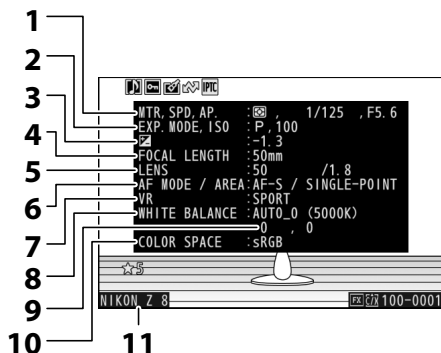 1
2
3
4
5
6
7
8
9
10
11
IPTC
MTR, SPD, AP. : , 1/125 , F5. 6
EXP. MODE, ISO : P, 100
: -1. 3
FOCAL LENGTH : 50mm
LENS : 50 /1. 8
AF MODE / AREA : AF-S / SINGLE-POINT
VR : SPORT
WHITE BALANCE : AUTO_0 (5000K)
0 , 0
COLOR SPACE : sRGB
5
NIKON Z 8 FX 100-0001